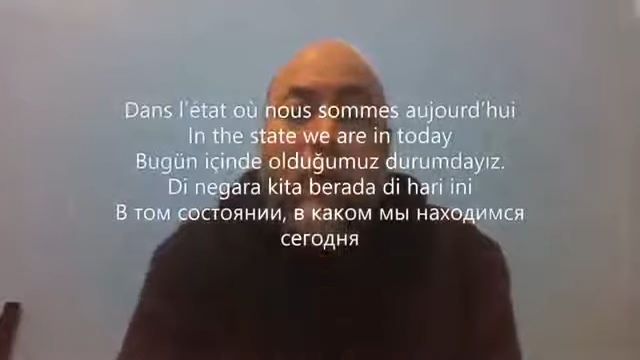 Dans l'état où nous sommes aujourd'hui
In the state we are in today
Bugün içinde olduğumuz durumdayız.
Di negara kita berada di hari ini
В том состоянии, в каком мы находимся
сегодня